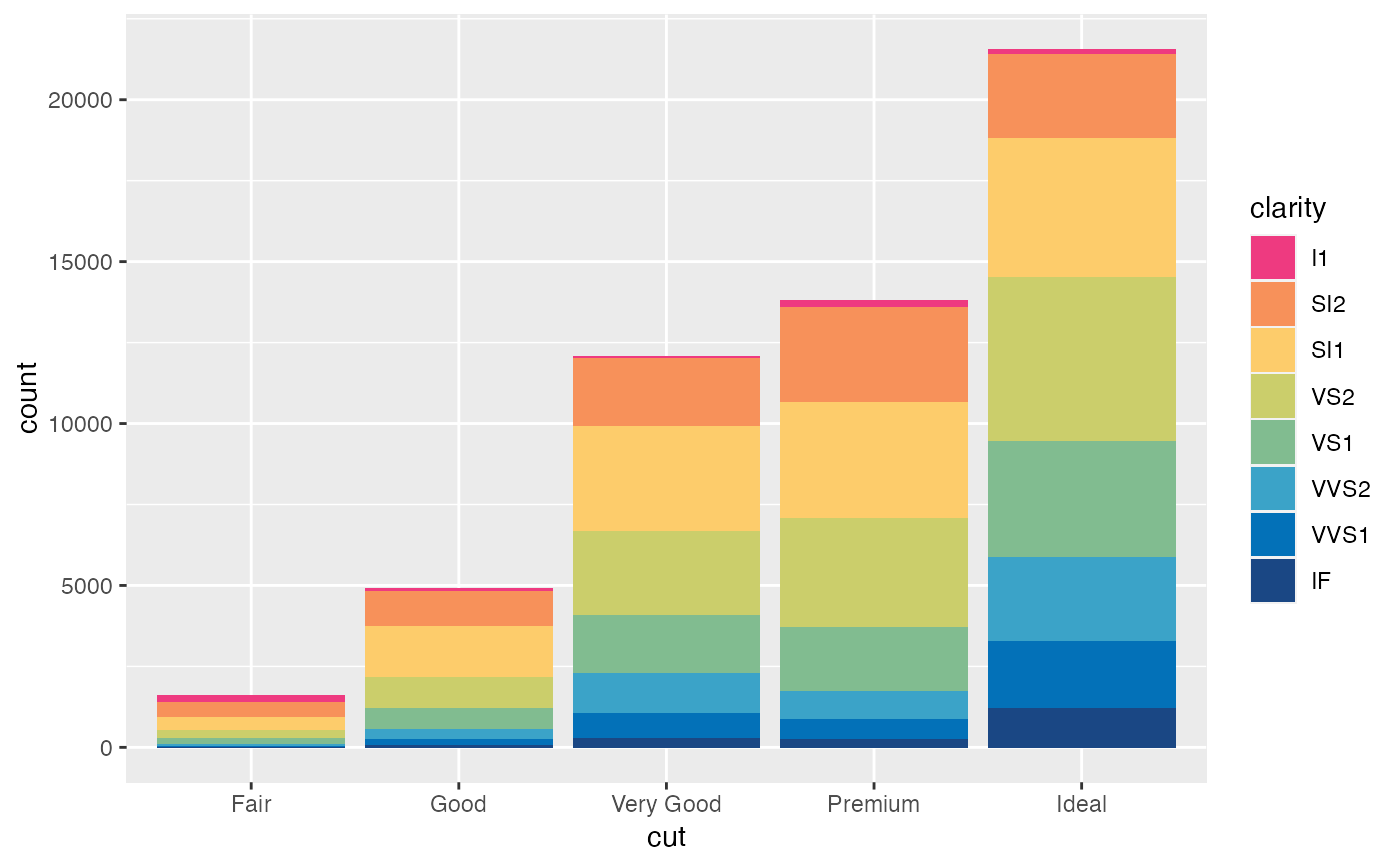 20000
15000
10000
5000
0
count
Fair Good Very Good Premium Ideal
cut
clarity
I1
SI2
SI1
VS2
VS1
VVS2
VVS1
IF